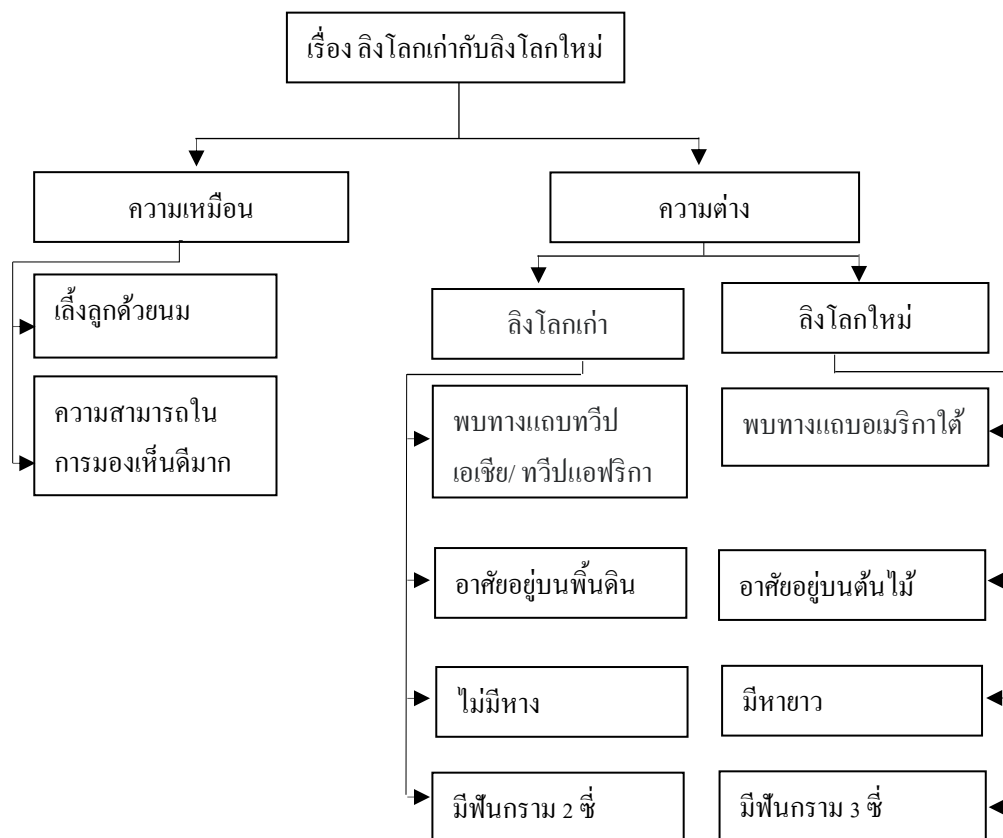 เรื่อง ลิงโลกเก่ากับลิงโลกใหม่
ความเหมือน
ความต่าง
เลี้งลูกด้วยนม
ความสามารถใน
การมองเห็นดีมาก
ลิงโลกเก่า
ลิงโลกใหม่
พบทางแถบทวีป
เอเชีย/ ทวีปแอฟริกา
พบทางแถบอเมริกาใต้
อาศัยอยู่บนพิ้นดิน
อาศัยอยู่บนต้นไม้
ไม่มีหาง
มีหายาว
มีฟันกราม 2 ซี่
มีฟันกราม 3 ซี่